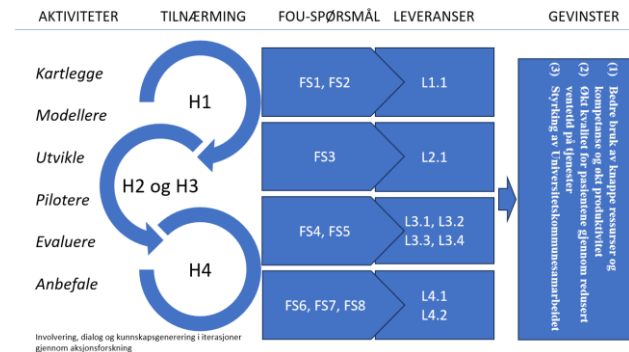 AKTIVITETER
TILNÆRMING
FOU-SPØRSMÅL
LEVERANSER
GEVINSTER
Kartlegge
Modellere
Utvikle
Pilotere
Evaluere
Anbefale
H1
H2 og H3
H4
FS1, FS2
L1.1
FS3
L2.1
FS4, FS5
L3.1, L3.2
L3.3, L3.4
FS6, FS7, FS8
L4.1
L4.2
(1) Bedre bruk av knappe ressurser og
kompetanse og økt produktivitet
(2) Økt kvalitet for pasientene gjennom redusert
ventetid på tjenester
(3) Styrking av Universitetskommunesamarbeidet
Involvering, dialog og kunnskapsgenerering i iterasjoner
gjennom aksjonsforskning